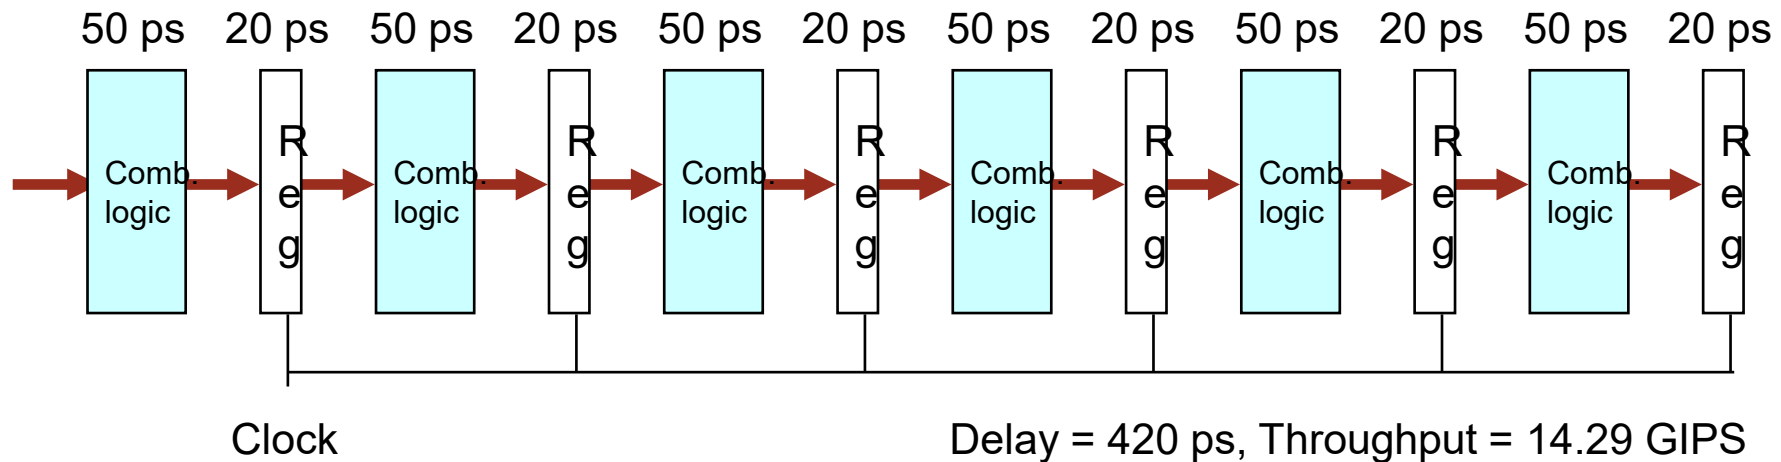 50 ps 20 ps 50 ps 20 ps 50 ps 20 ps 50 ps 20 ps 50 ps 20 ps 50 ps 20 ps
Comb.
logic
R
e
g
Comb.
logic
R
e
g
Comb.
logic
R
e
g
Comb.
logic
R
e
g
Comb.
logic
R
e
g
Comb.
logic
R
e
g
Clock
Delay = 420 ps, Throughput = 14.29 GIPS